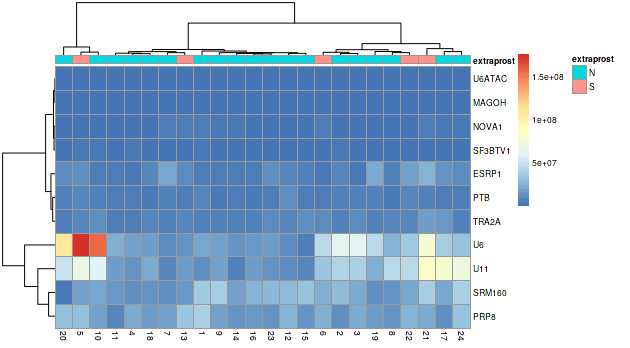 extraprost
extraprost
N
S
1.5e+08
1e+08
5e+07
U6ATAC
MAGOH
NOVA1
SF3BTV1
ESRP1
PTB
TRA2A
U6
U11
SRM160
PRP8
20 5 10 11 4 18 7 13 1 9 14 16 23 12 15 6 2 3 19 8 22 21 17 24